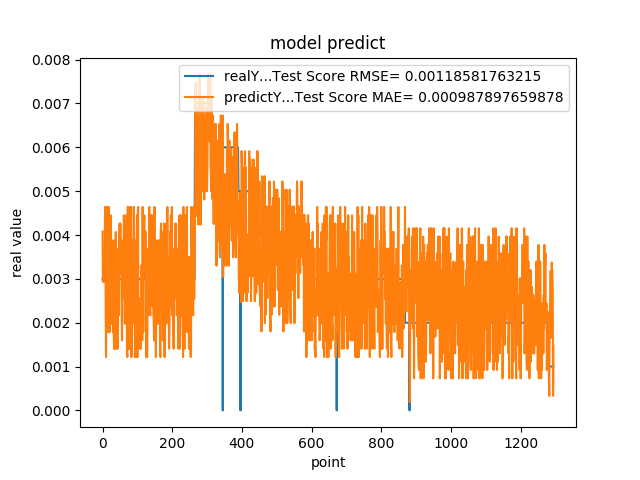 model predict
realY...Test Score RMSE= 0.00118581763215
predictY...Test Score MAE= 0.000987897659878
0.008
0.007
0.006
0.005
0.004
0.003
0.002
0.001
0.000
real value
0 200 400 600 800 1000 1200
point